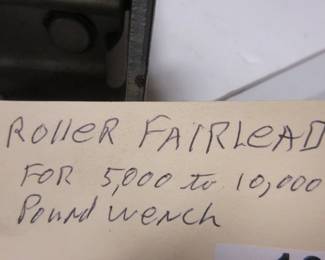 ROLLER FAIRLEAD
FOR 5,000 to 10,000
Pound wench